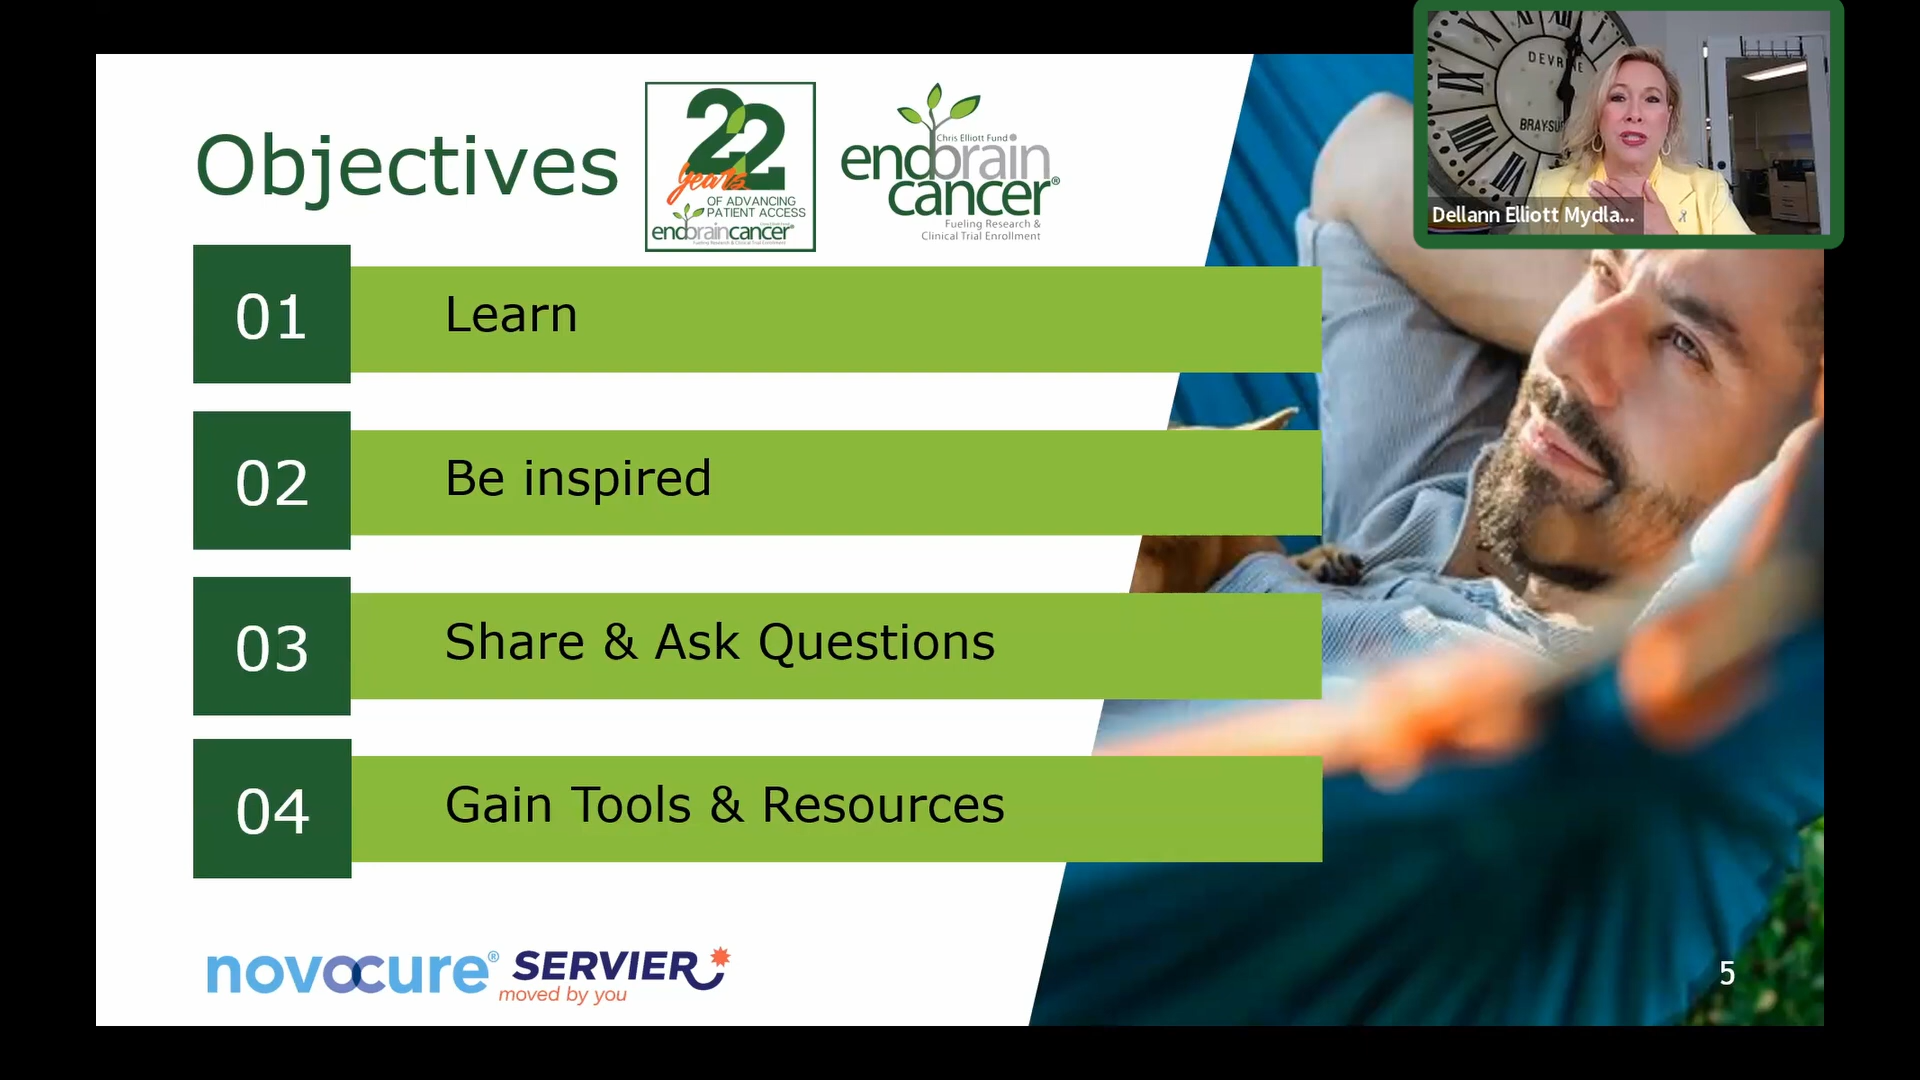 Objectives
22
years
OF ADVANCING
PATIENT ACCESS
endbraincancer®
Chris Elliott Fund
endbrain
cancer®
Fueling Research &
Clinical Trial Enrollment
DEVR
BRAY-SU
Dellann Elliott Mydla...
01
Learn
02
Be inspired
03
Share & Ask Questions
04
Gain Tools & Resources
novocure®
SERVIER
moved by you
5